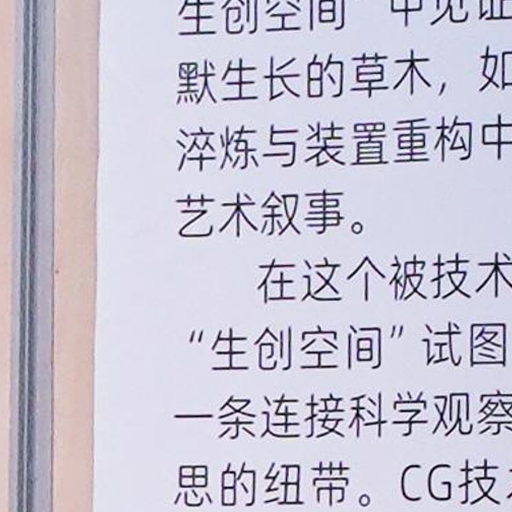 生创空间”中见证
默生长的草木，如
淬炼与装置重构中
艺术叙事。
在这个被技术
“生创空间”试图
一条连接科学观察
思的纽带。CG技术